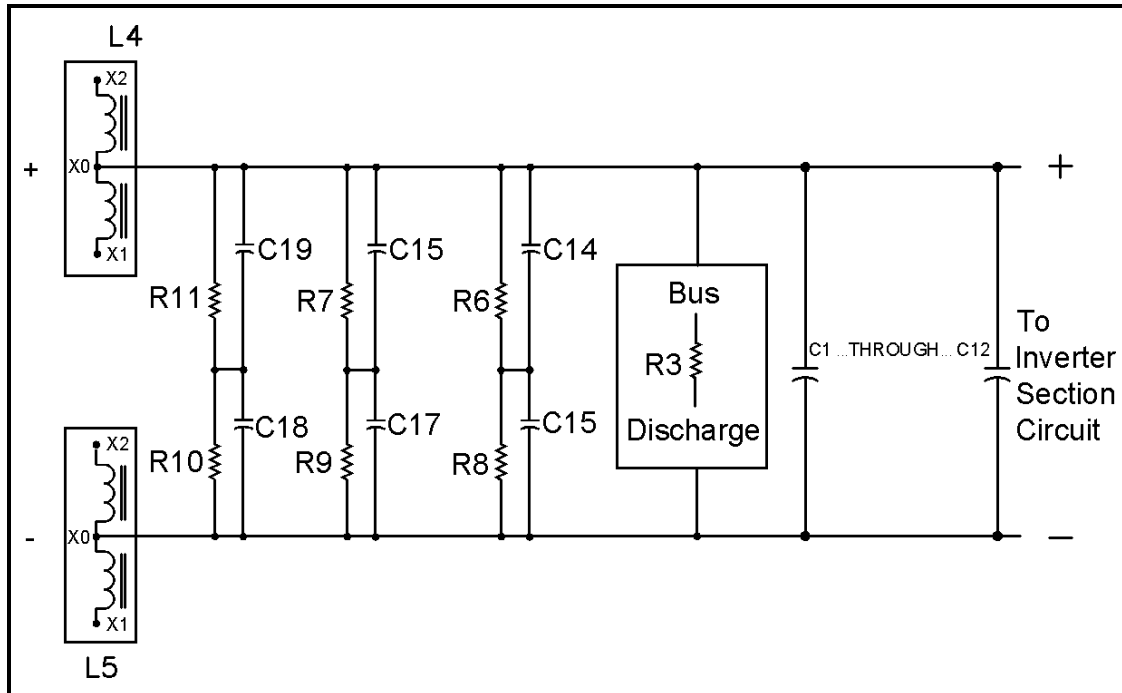 L4
X2
+
X0
+
X1
C19
C15
C14
R11
R7
R6
Bus
R3
Discharge
C1 ...THROUGH... C12
To
Inverter
Section
Circuit
C18
C17
C15
R10
R9
R8
X2
-
X0
–
X1
L5